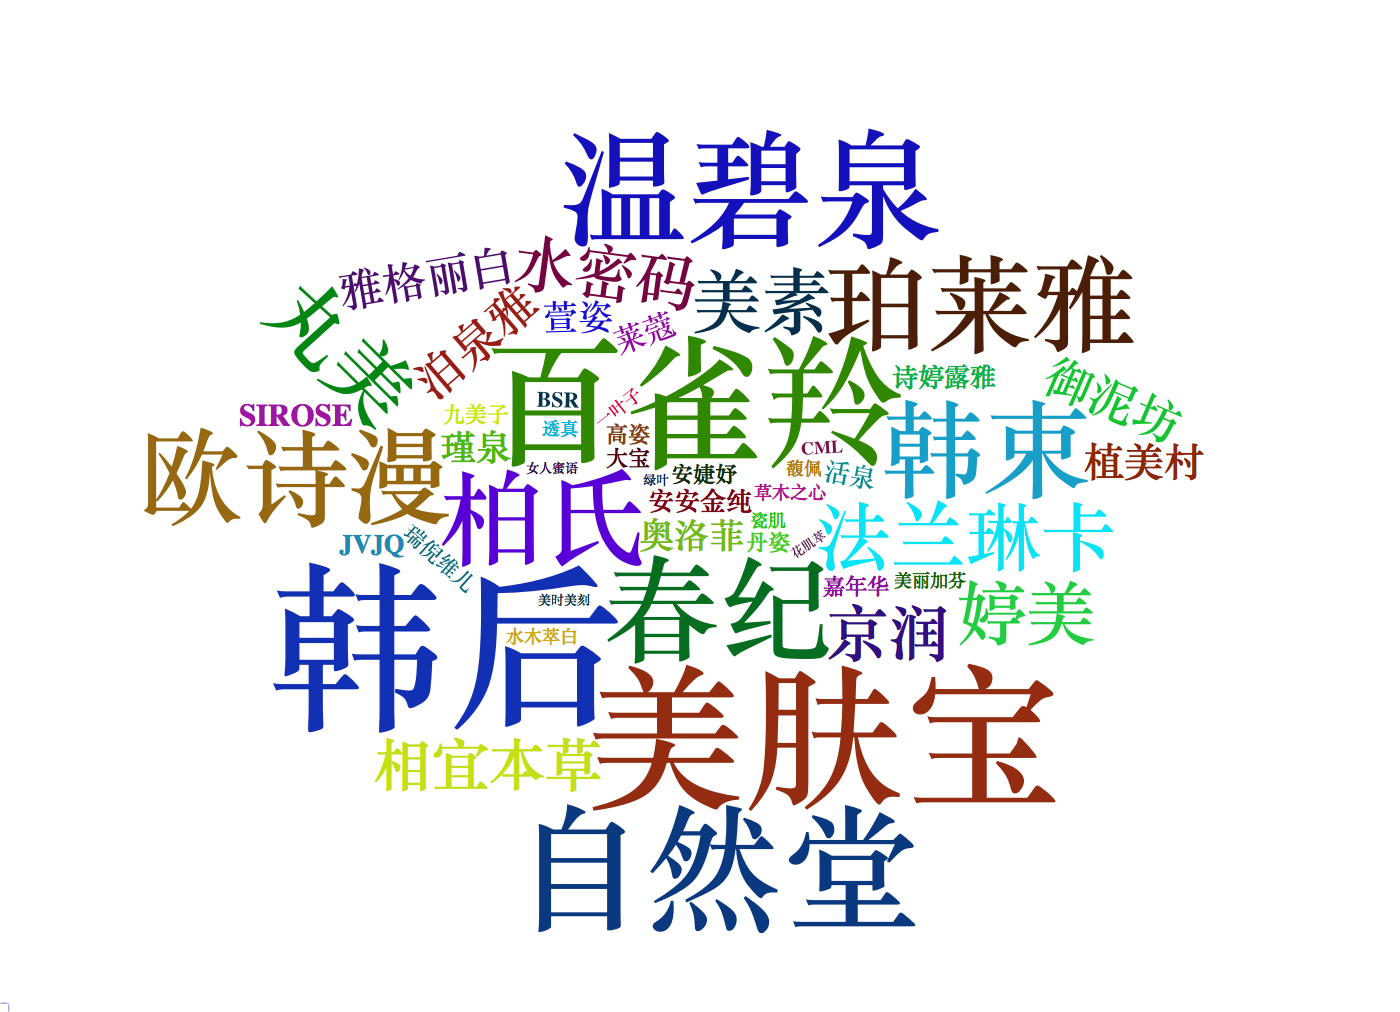 温碧泉
雅格丽白
水密码
美素
珀莱雅
丸美
泊泉雅
萱姿
莱蔻
百雀羚
诗婷露雅
御泥坊
SIROSE
九美子
BSR
一叶子
透真
高姿
韩束
欧诗漫
瑾泉
大宝
CML
植美村
女人蜜语
绿叶
安婕妤
馥佩
活泉
柏氏
安安金纯
草木之心
JVJQ
瑞倪维儿
奥洛菲
瓷肌
丹姿
花肌萃
法兰琳卡
韩后
美时美刻
春纪
嘉年华
美丽加芬
水木萃白
京润
婷美
美肤宝
相宜本草
自然堂